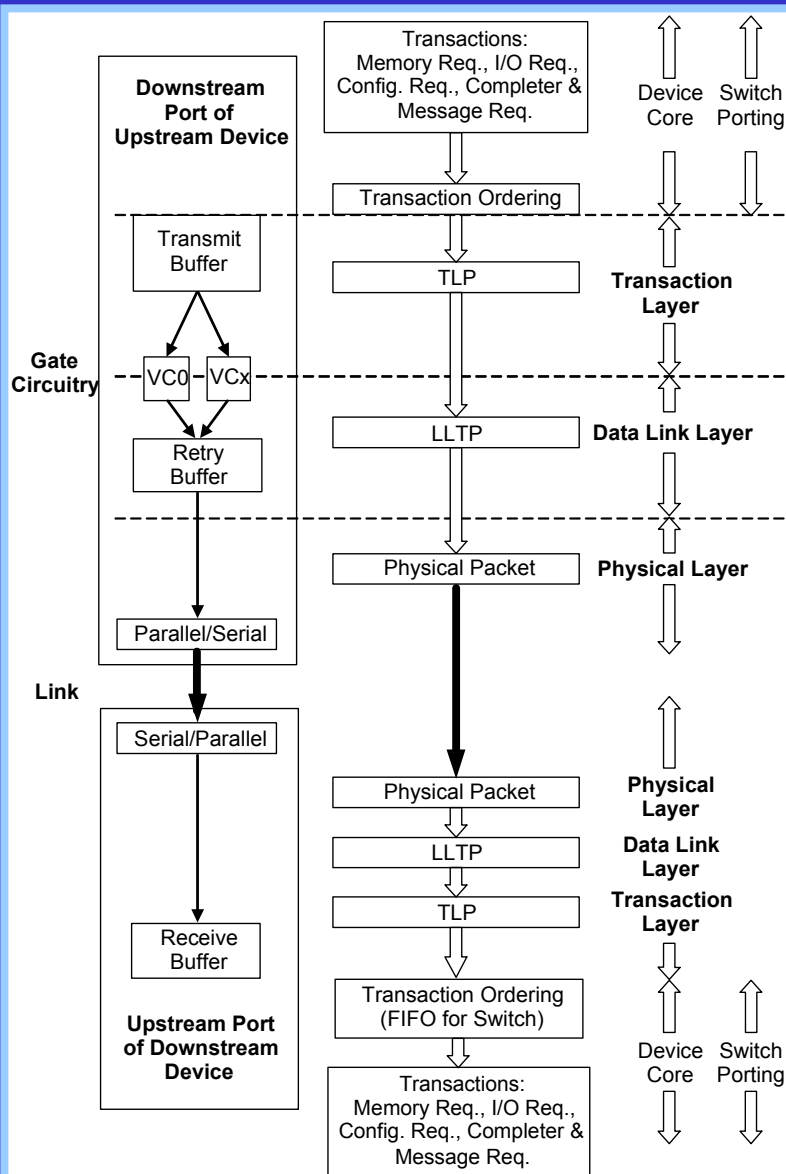 Transactions:
Memory Req., I/O Req.,
Config. Req., Completer &
Message Req.
Device
Core
Switch
Porting
Downstream
Port of
Upstream Device
Transaction Ordering
Transmit
Buffer
TLP
Transaction
Layer
Gate
Circuitry
VC0
VCx
LLTP
Data Link Layer
Retry
Buffer
Physical Packet
Physical Layer
Parallel/Serial
Link
Serial/Parallel
Physical Packet
Physical
Layer
LLTP
Data Link
Layer
TLP
Transaction
Layer
Receive
Buffer
Transaction Ordering
(FIFO for Switch)
Upstream Port
of Downstream
Device
Device
Core
Switch
Porting
Transactions:
Memory Req., I/O Req.,
Config. Req., Completer &
Message Req.